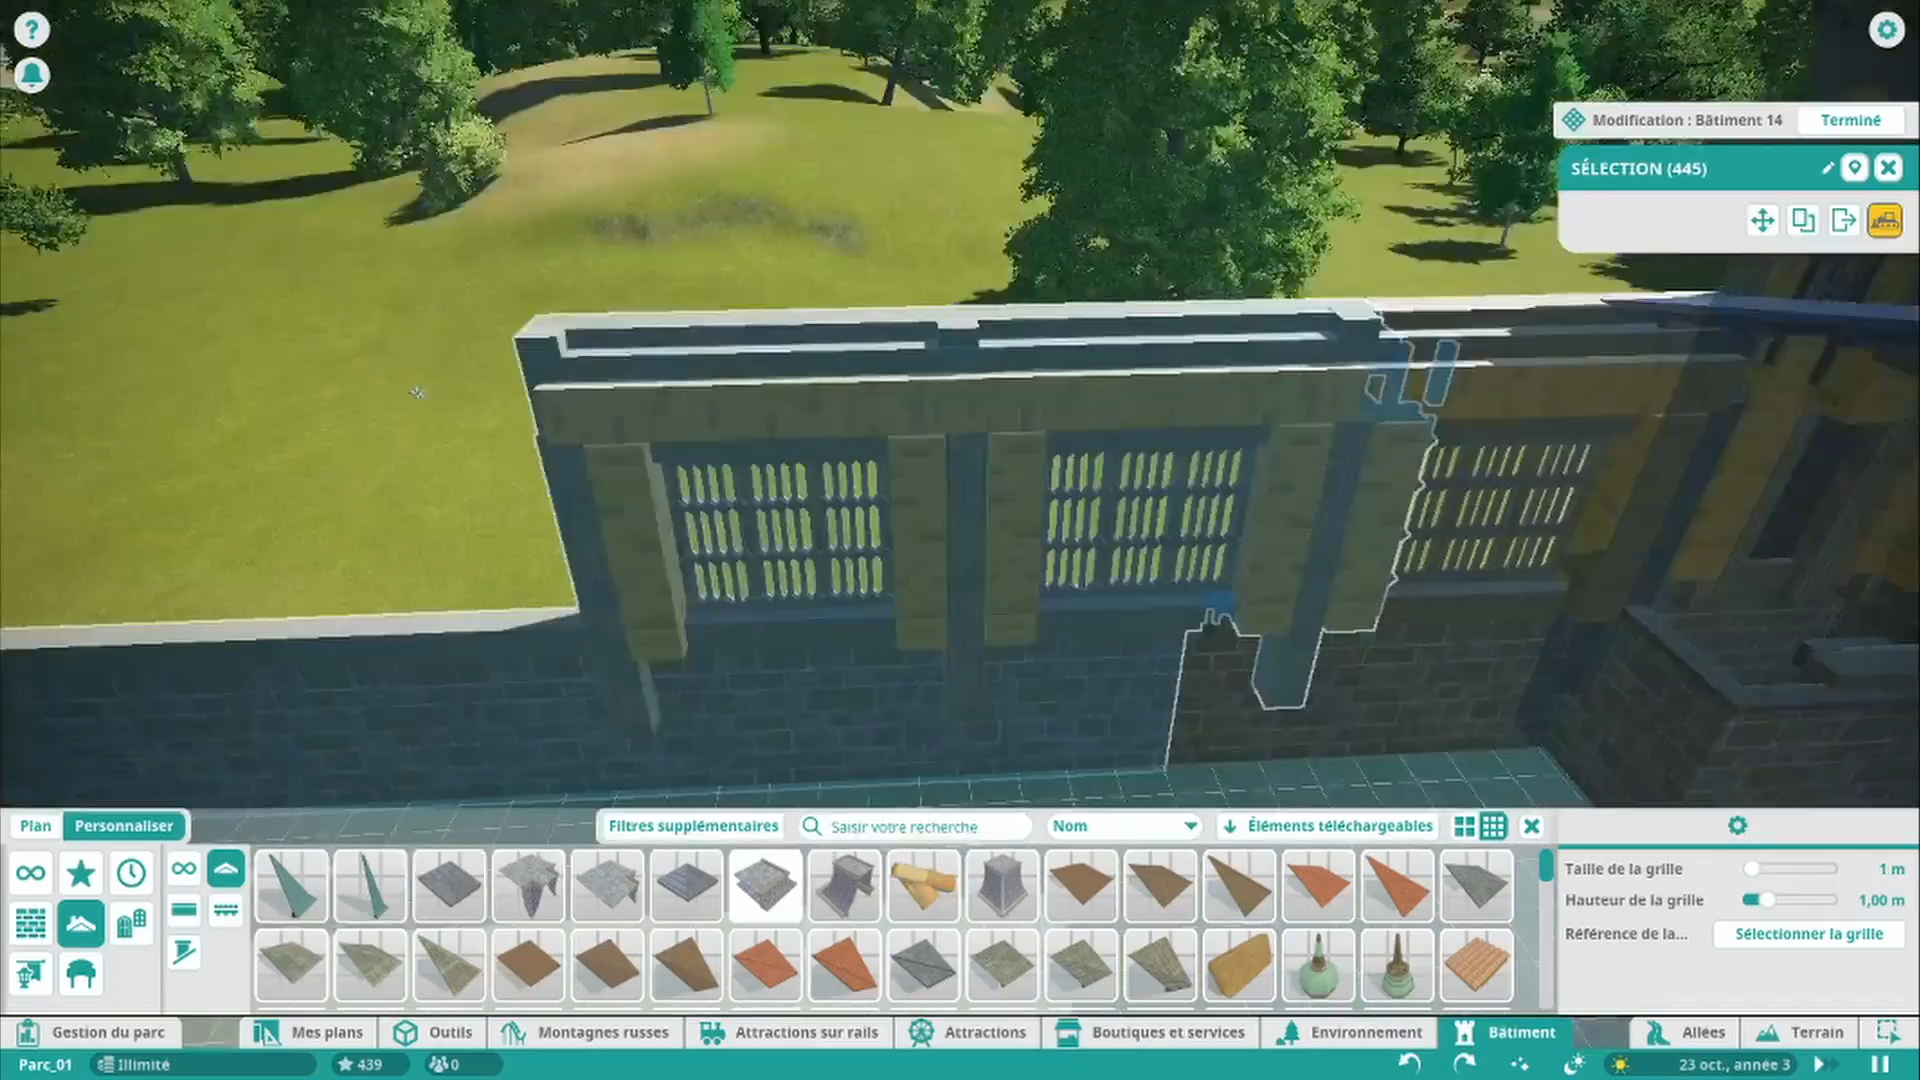 ?
Modification : Bâtiment 14
Terminé
SÉLECTION (445)
Plan
Personnaliser
Filtres supplémentaires
Saisir votre recherche
Nom
Éléments téléchargeables
Taille de la grille
1 m
Hauteur de la grille
1,00 m
Référence de la...
Sélectionner la grille
Gestion du parc
Mes plans
Outils
Montagnes russes
Attractions sur rails
Attractions
Boutiques et services
Environnement
Bâtiment
Allées
Terrain
Parc_01
Illimité
439
0
23 oct., année 3